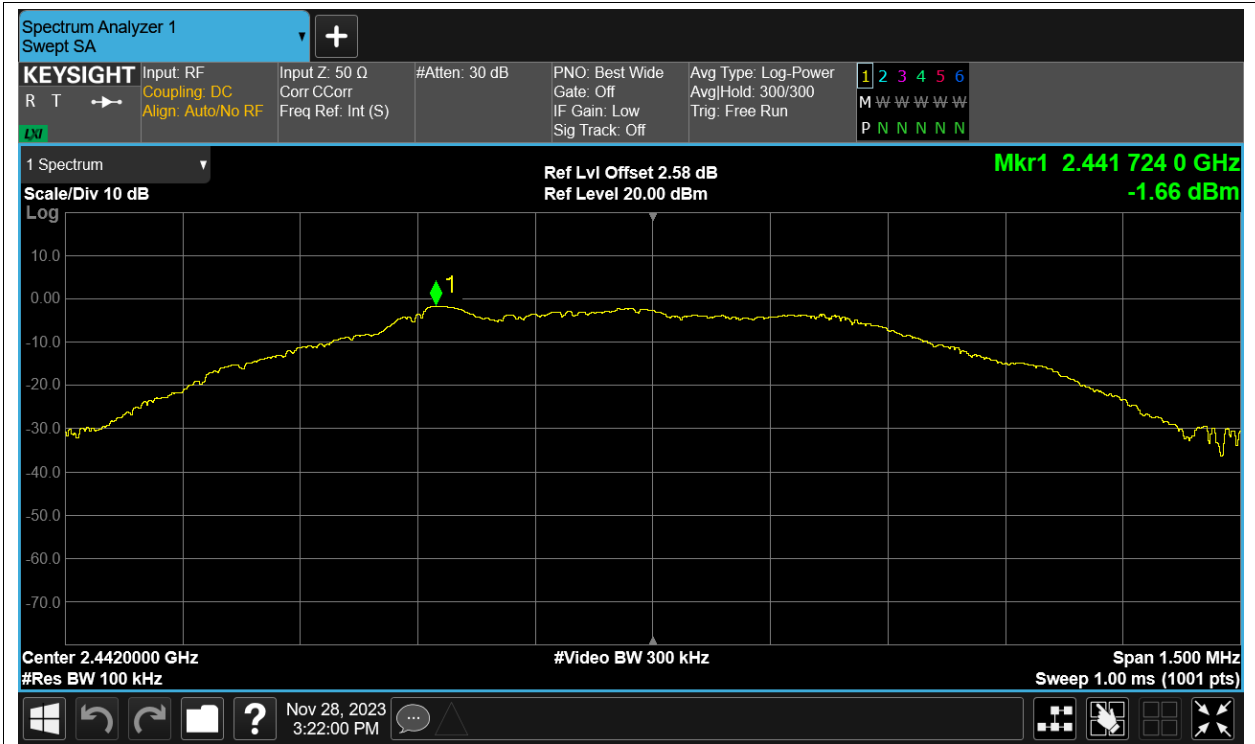 Spectrum Analyzer 1
Swept SA
KEYSIGHT
R T
LXI
Input: RF
Coupling: DC
Align: Auto/No RF
Input Z: 50 Ω
Corr CCorr
Freq Ref: Int (S)
#Atten: 30 dB
PNO: Best Wide
Gate: Off
IF Gain: Low
Sig Track: Off
Avg Type: Log-Power
Avg|Hold: 300/300
Trig: Free Run
1 2 3 4 5 6
M W W W W W
P N N N N N
1 Spectrum
Scale/Div 10 dB
Log
Ref Lvl Offset 2.58 dB
Ref Level 20.00 dBm
Mkr1 2.441 724 0 GHz
-1.66 dBm
1
10.0
0.00
-10.0
-20.0
-30.0
-40.0
-50.0
-60.0
-70.0
Center 2.4420000 GHz
#Res BW 100 kHz
#Video BW 300 kHz
Span 1.500 MHz
Sweep 1.00 ms (1001 pts)
?
Nov 28, 2023
3:22:00 PM